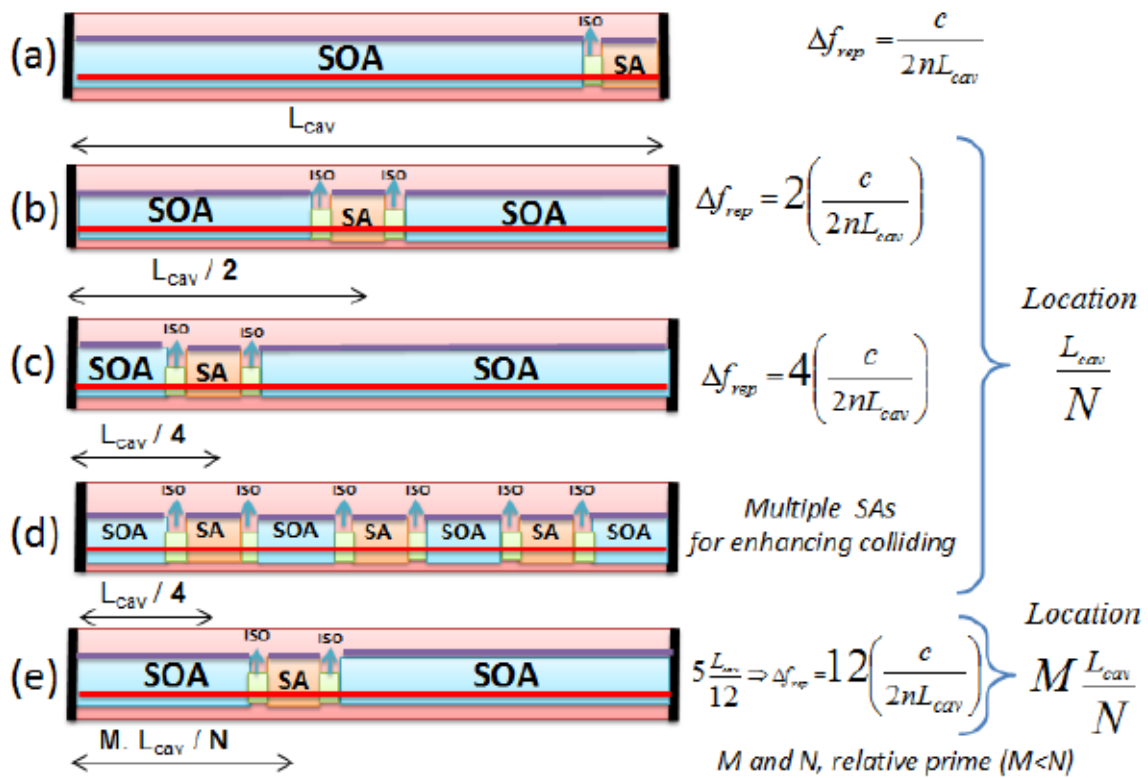 (a) ISO SOA SA Δf_rep = c / 2nL_cav
L_cav
(b) ISO ISO SOA SA SOA Δf_rep = 2( c / 2nL_cav )
L_cav / 2
(c) ISO ISO SOA SA SOA Δf_rep = 4( c / 2nL_cav )
L_cav / 4
Location
L_cav / N
(d) ISO ISO ISO ISO ISO ISO
SOA SA SOA SA SOA SA SOA
Multiple SAs
for enhancing colliding
L_cav / 4
(e) ISO ISO SOA SA SOA 5 L_cav / 12 ⇒ Δf_rep = 12( c / 2nL_cav )
M. L_cav / N
Location
M L_cav / N
M and N, relative prime (M<N)